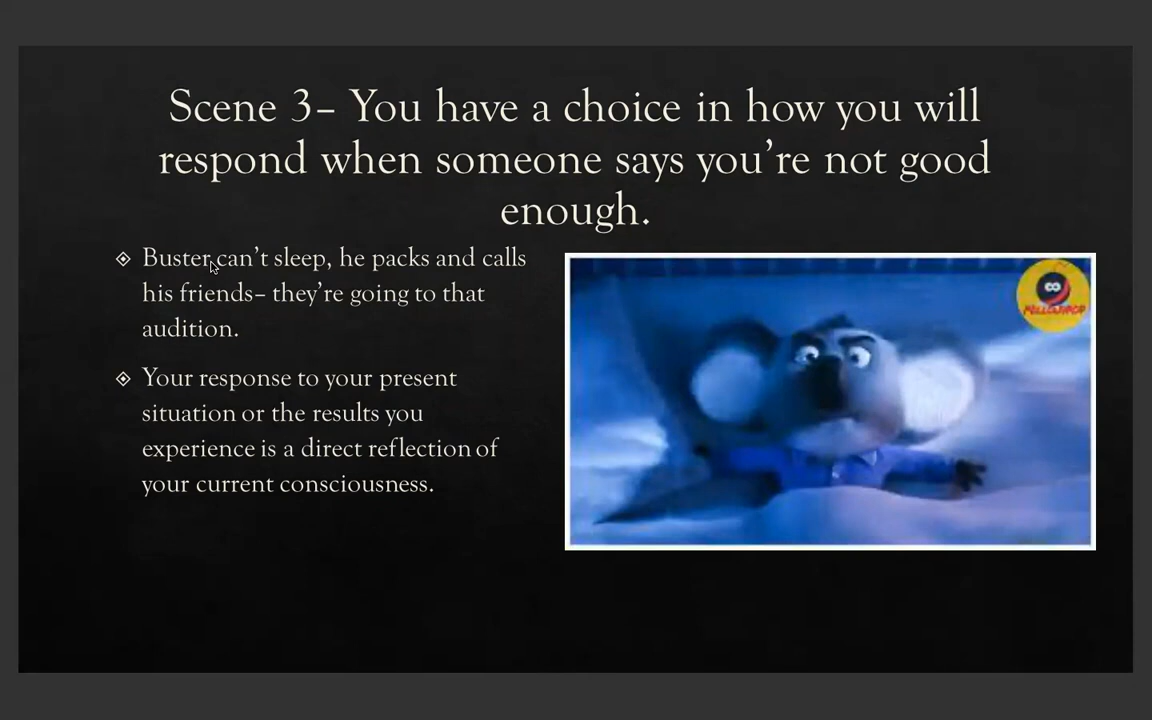 Scene 3– You have a choice in how you will
respond when someone says you’re not good
enough.
Buster can’t sleep, he packs and calls
his friends– they’re going to that
audition.
Your response to your present
situation or the results you
experience is a direct reflection of
your current consciousness.